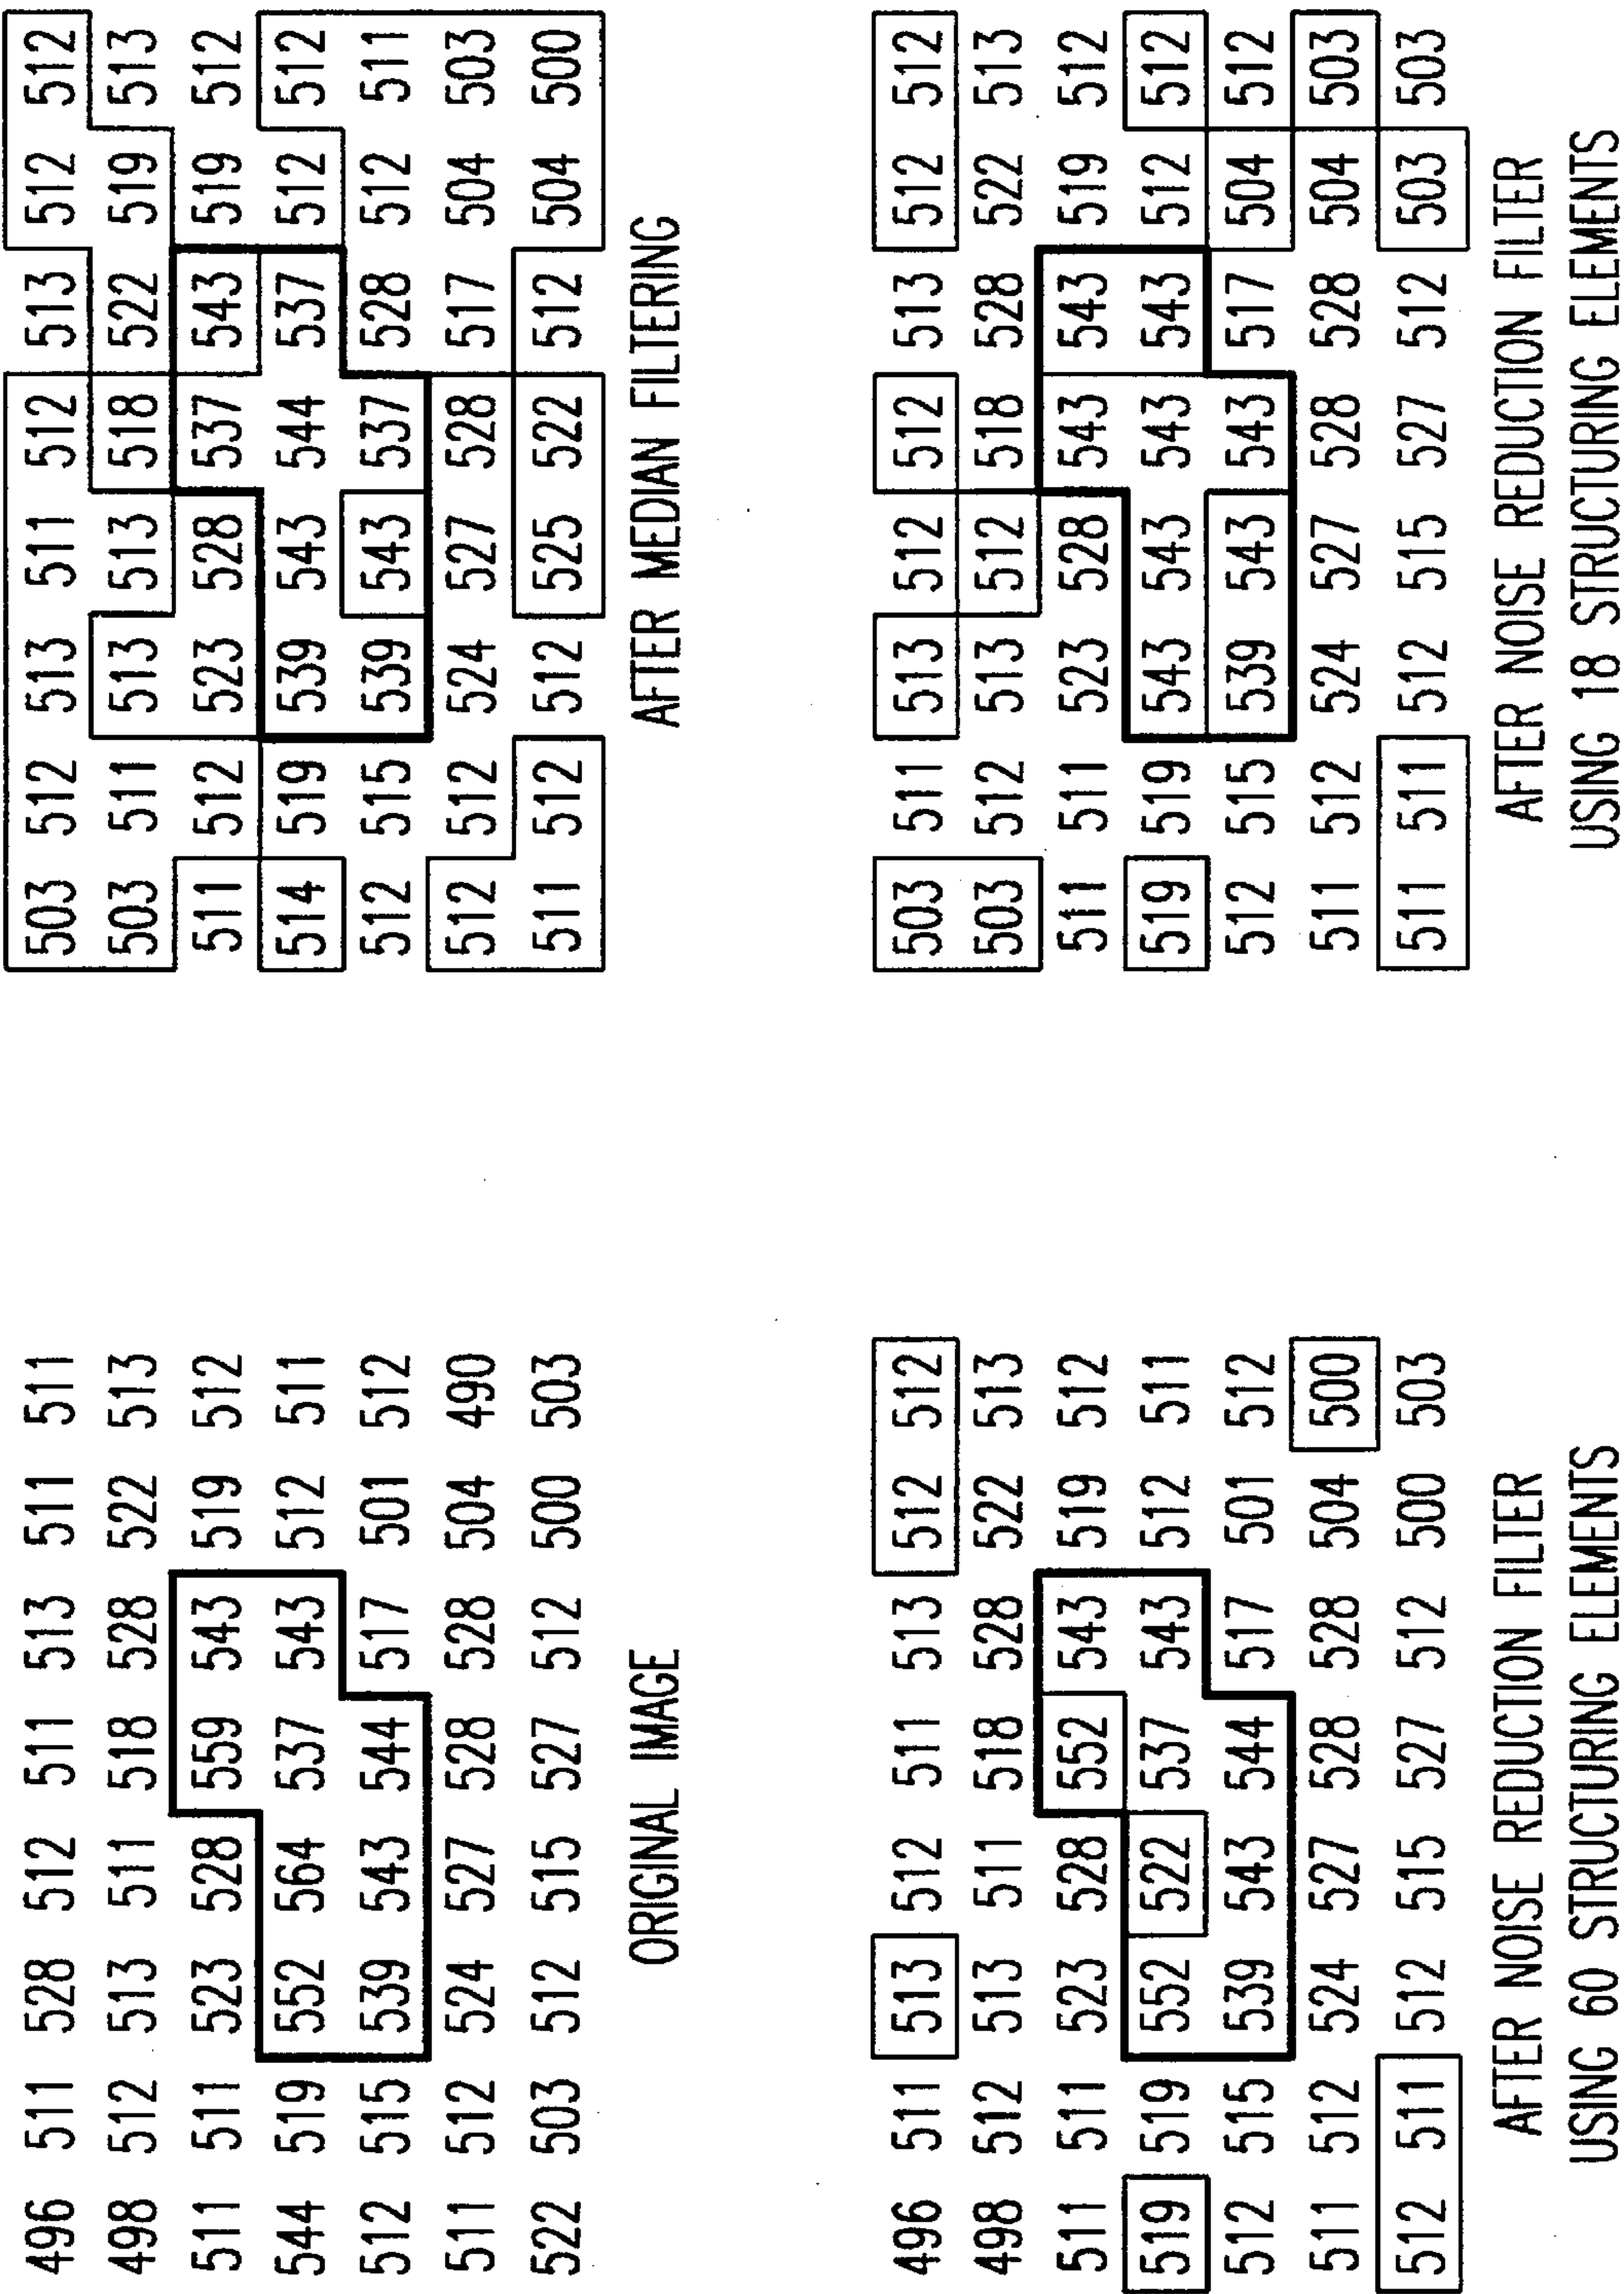 496 511 528 512 511 513 511 511
498 512 513 511 518 528 522 513
511 511 523 528 559 543 519 512
544 519 552 564 537 543 512 511
512 515 539 543 544 517 501 512
511 512 524 527 528 528 504 490
522 503 512 515 527 512 500 503
ORIGINAL IMAGE
503 512 513 511 512 513 512 512
503 511 513 513 518 522 519 513
511 512 523 528 537 543 519 512
514 519 539 543 544 537 512 512
512 515 539 543 537 528 512 511
512 512 524 527 528 517 504 503
511 512 512 525 522 512 504 500
AFTER MEDIAN FILTERING
496 511 513 512 511 513 512 512
498 512 513 511 518 528 522 513
511 511 523 528 552 543 519 512
519 519 552 522 537 543 512 511
512 515 539 543 544 517 501 512
511 512 524 527 528 528 504 500
512 511 512 515 527 512 500 503
AFTER NOISE REDUCTION FILTER
USING 60 STRUCTURING ELEMENTS
503 511 513 512 512 513 512 512
503 512 513 512 518 528 522 513
511 511 523 528 543 543 519 512
519 519 543 543 543 543 512 512
512 515 539 543 543 517 504 512
511 512 524 527 528 528 504 503
511 511 512 515 527 512 503 503
AFTER NOISE REDUCTION FILTER
USING 18 STRUCTURING ELEMENTS